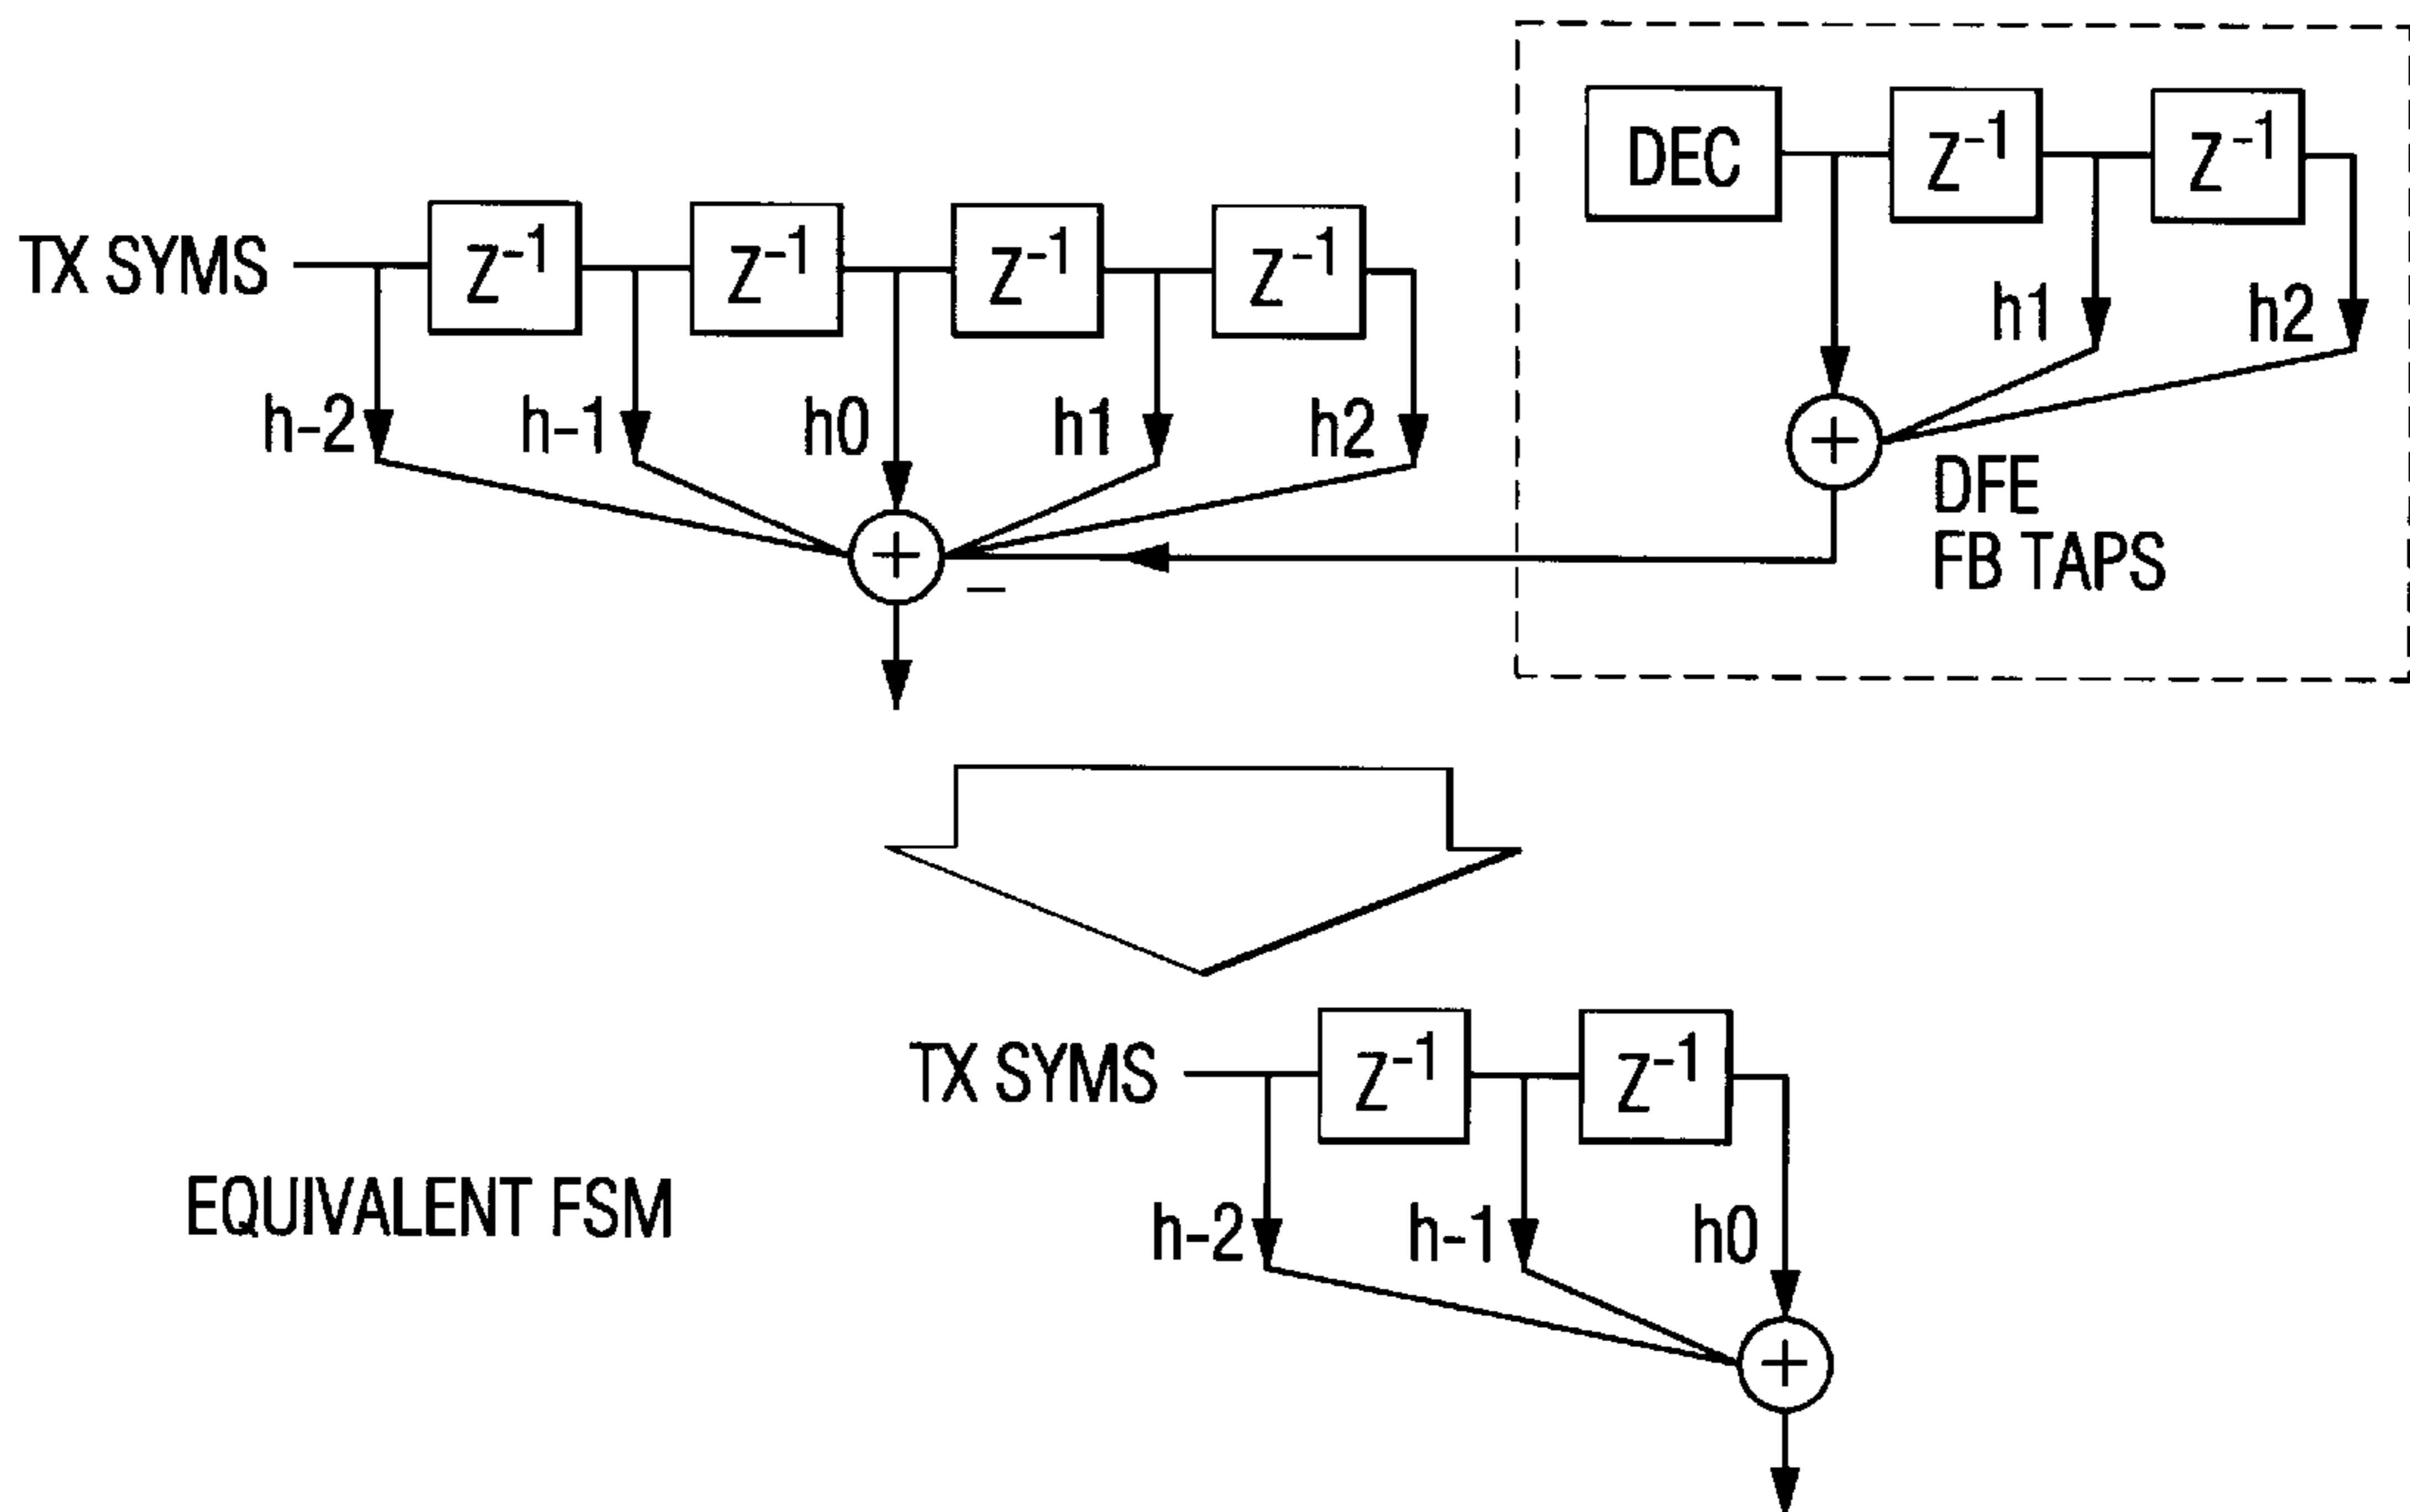 DEC
Z-1
Z-1
TX SYMS
Z-1
Z-1
Z-1
Z-1
h1
h2
h-2
h-1
h0
h1
h2
+
DFE
FB TAPS
+
−
TX SYMS
Z-1
Z-1
EQUIVALENT FSM
h-2
h-1
h0
+